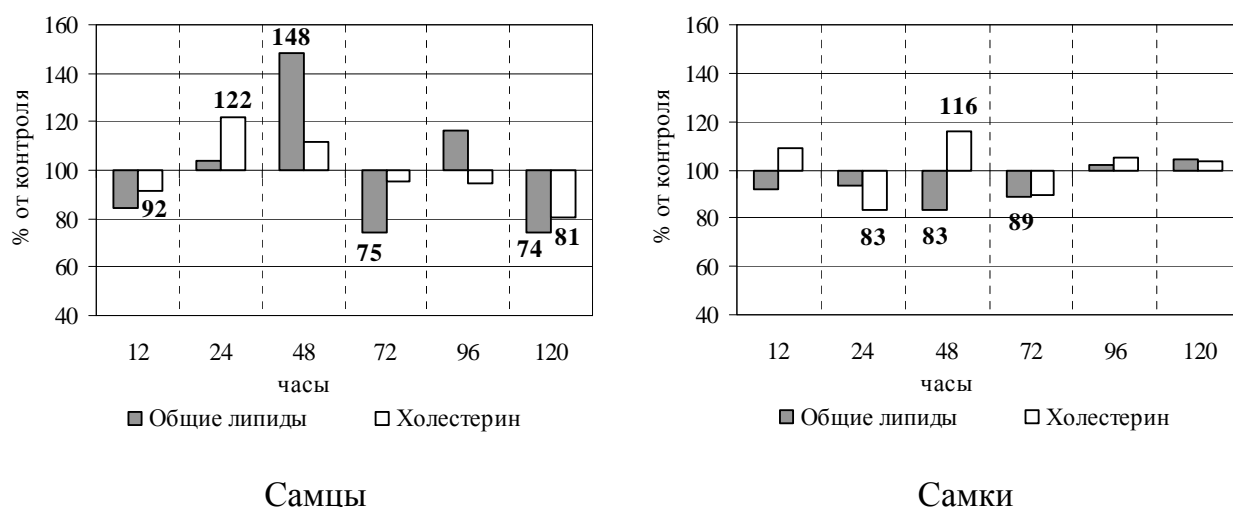 160
140
120
100
80
60
40
% от контроля
148
122
92
75
74
81
12 24 48 72 96 120
часы
Общие липиды Холестерин
Самцы
160
140
120
100
80
60
40
% от контроля
116
83
83
89
12 24 48 72 96 120
часы
Общие липиды Холестерин
Самки